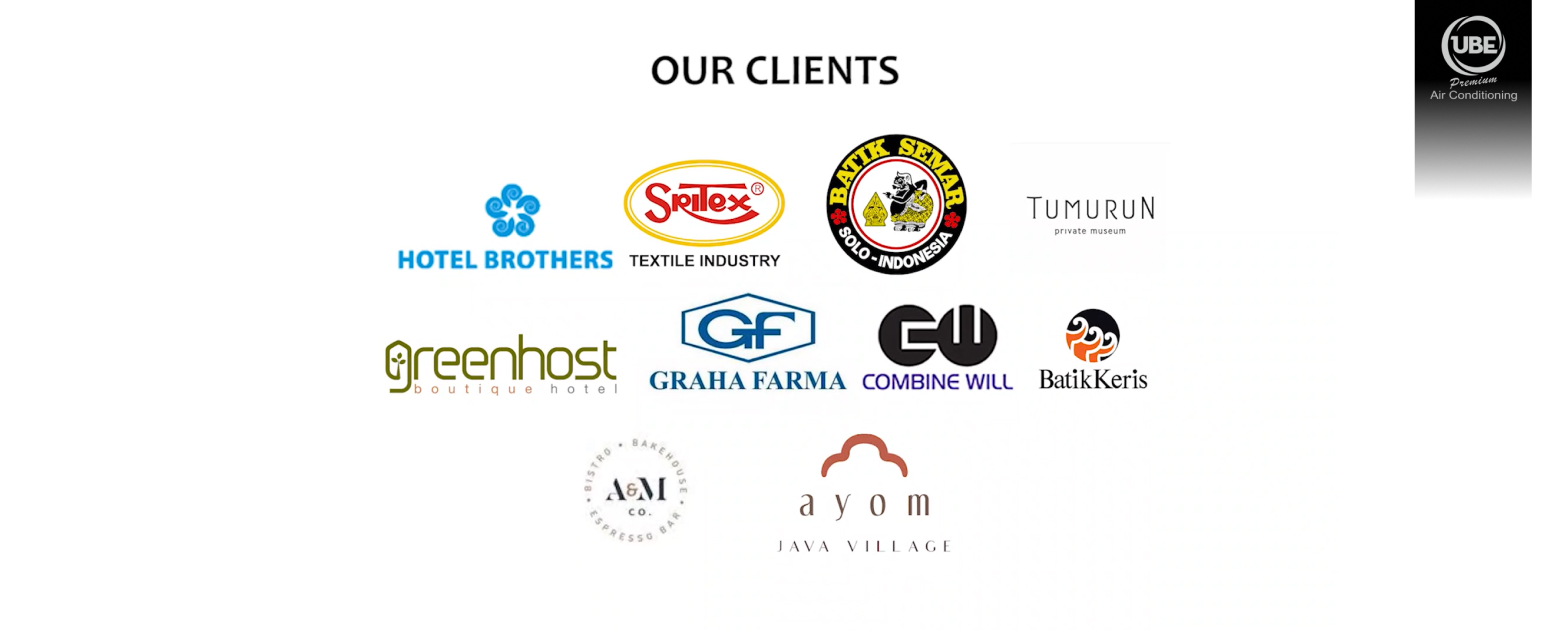 OUR CLIENTS
UBE
Premium
Air Conditioning
HOTEL BROTHERS
SRITEX ®
TEXTILE INDUSTRY
BATIK SEMAR
SOLO - INDONESIA
TUMURUN
private museum
greenhost
boutique hotel
GF
GRAHA FARMA
CW
COMBINE WILL
BatikKeris
BISTRO • BAKEHOUSE • ESPRESSO BAR •
A&M
CO.
ayom
JAVA VILLAGE